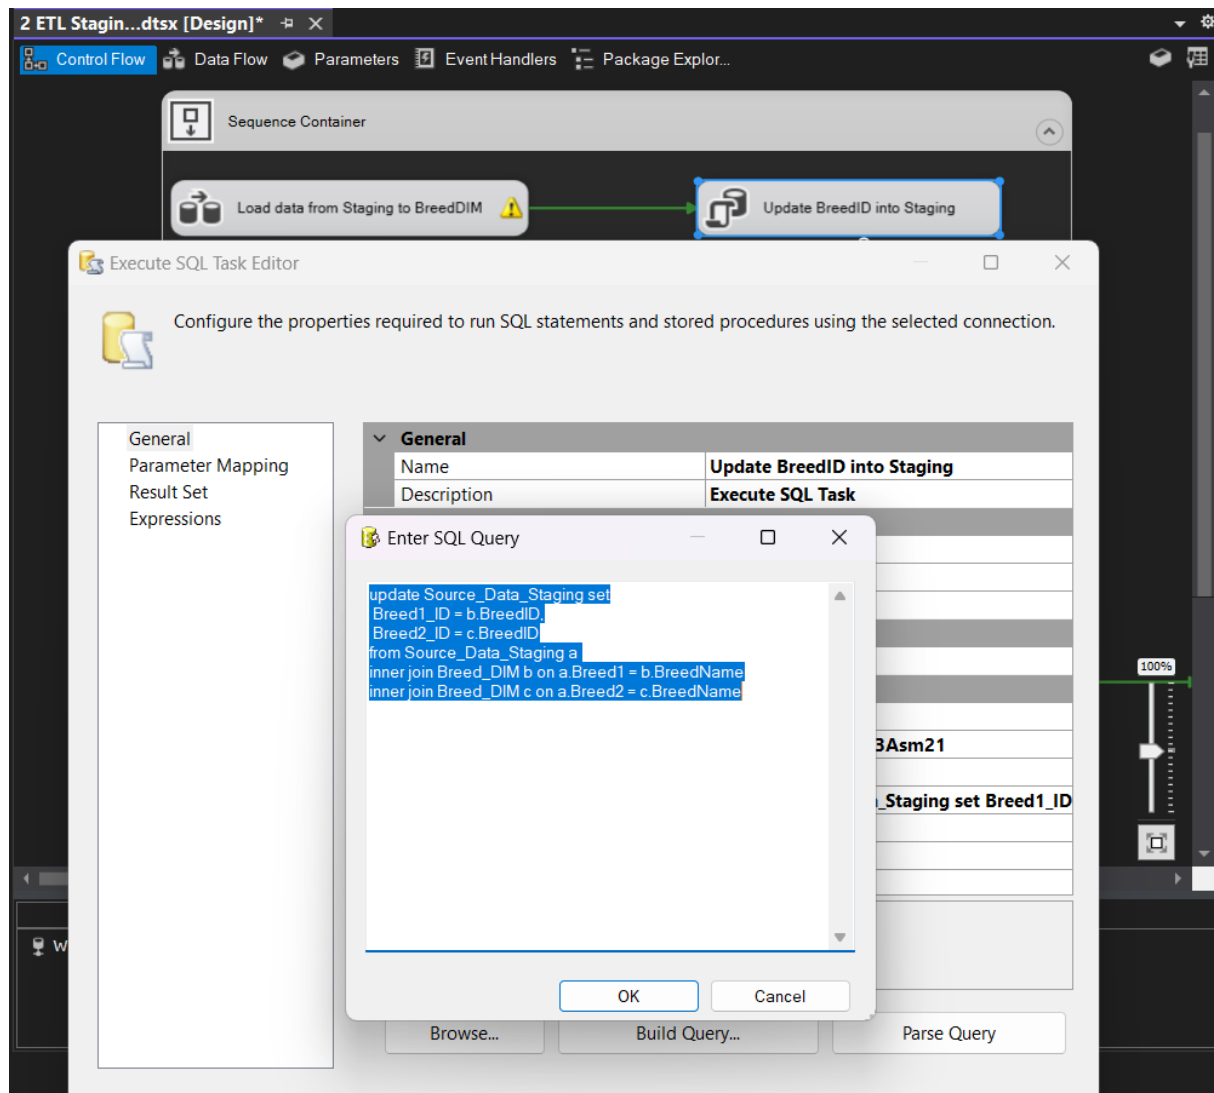 2 ETL Stagin...dtsx [Design]*
Control Flow
Data Flow
Parameters
Event Handlers
Package Explor...
Sequence Container
Load data from Staging to BreedDIM
Update BreedID into Staging
Execute SQL Task Editor
Configure the properties required to run SQL statements and stored procedures using the selected connection.
General
Parameter Mapping
Result Set
Expressions
General
Name Update BreedID into Staging
Description Execute SQL Task
Enter SQL Query
update Source_Data_Staging set
Breed1_ID = b.BreedID,
Breed2_ID = c.BreedID
from Source_Data_Staging a
inner join Breed_DIM b on a.Breed1 = b.BreedName
inner join Breed_DIM c on a.Breed2 = c.BreedName
3Asm21
_Staging set Breed1_ID
OK
Cancel
Browse...
Build Query...
Parse Query
100%
W